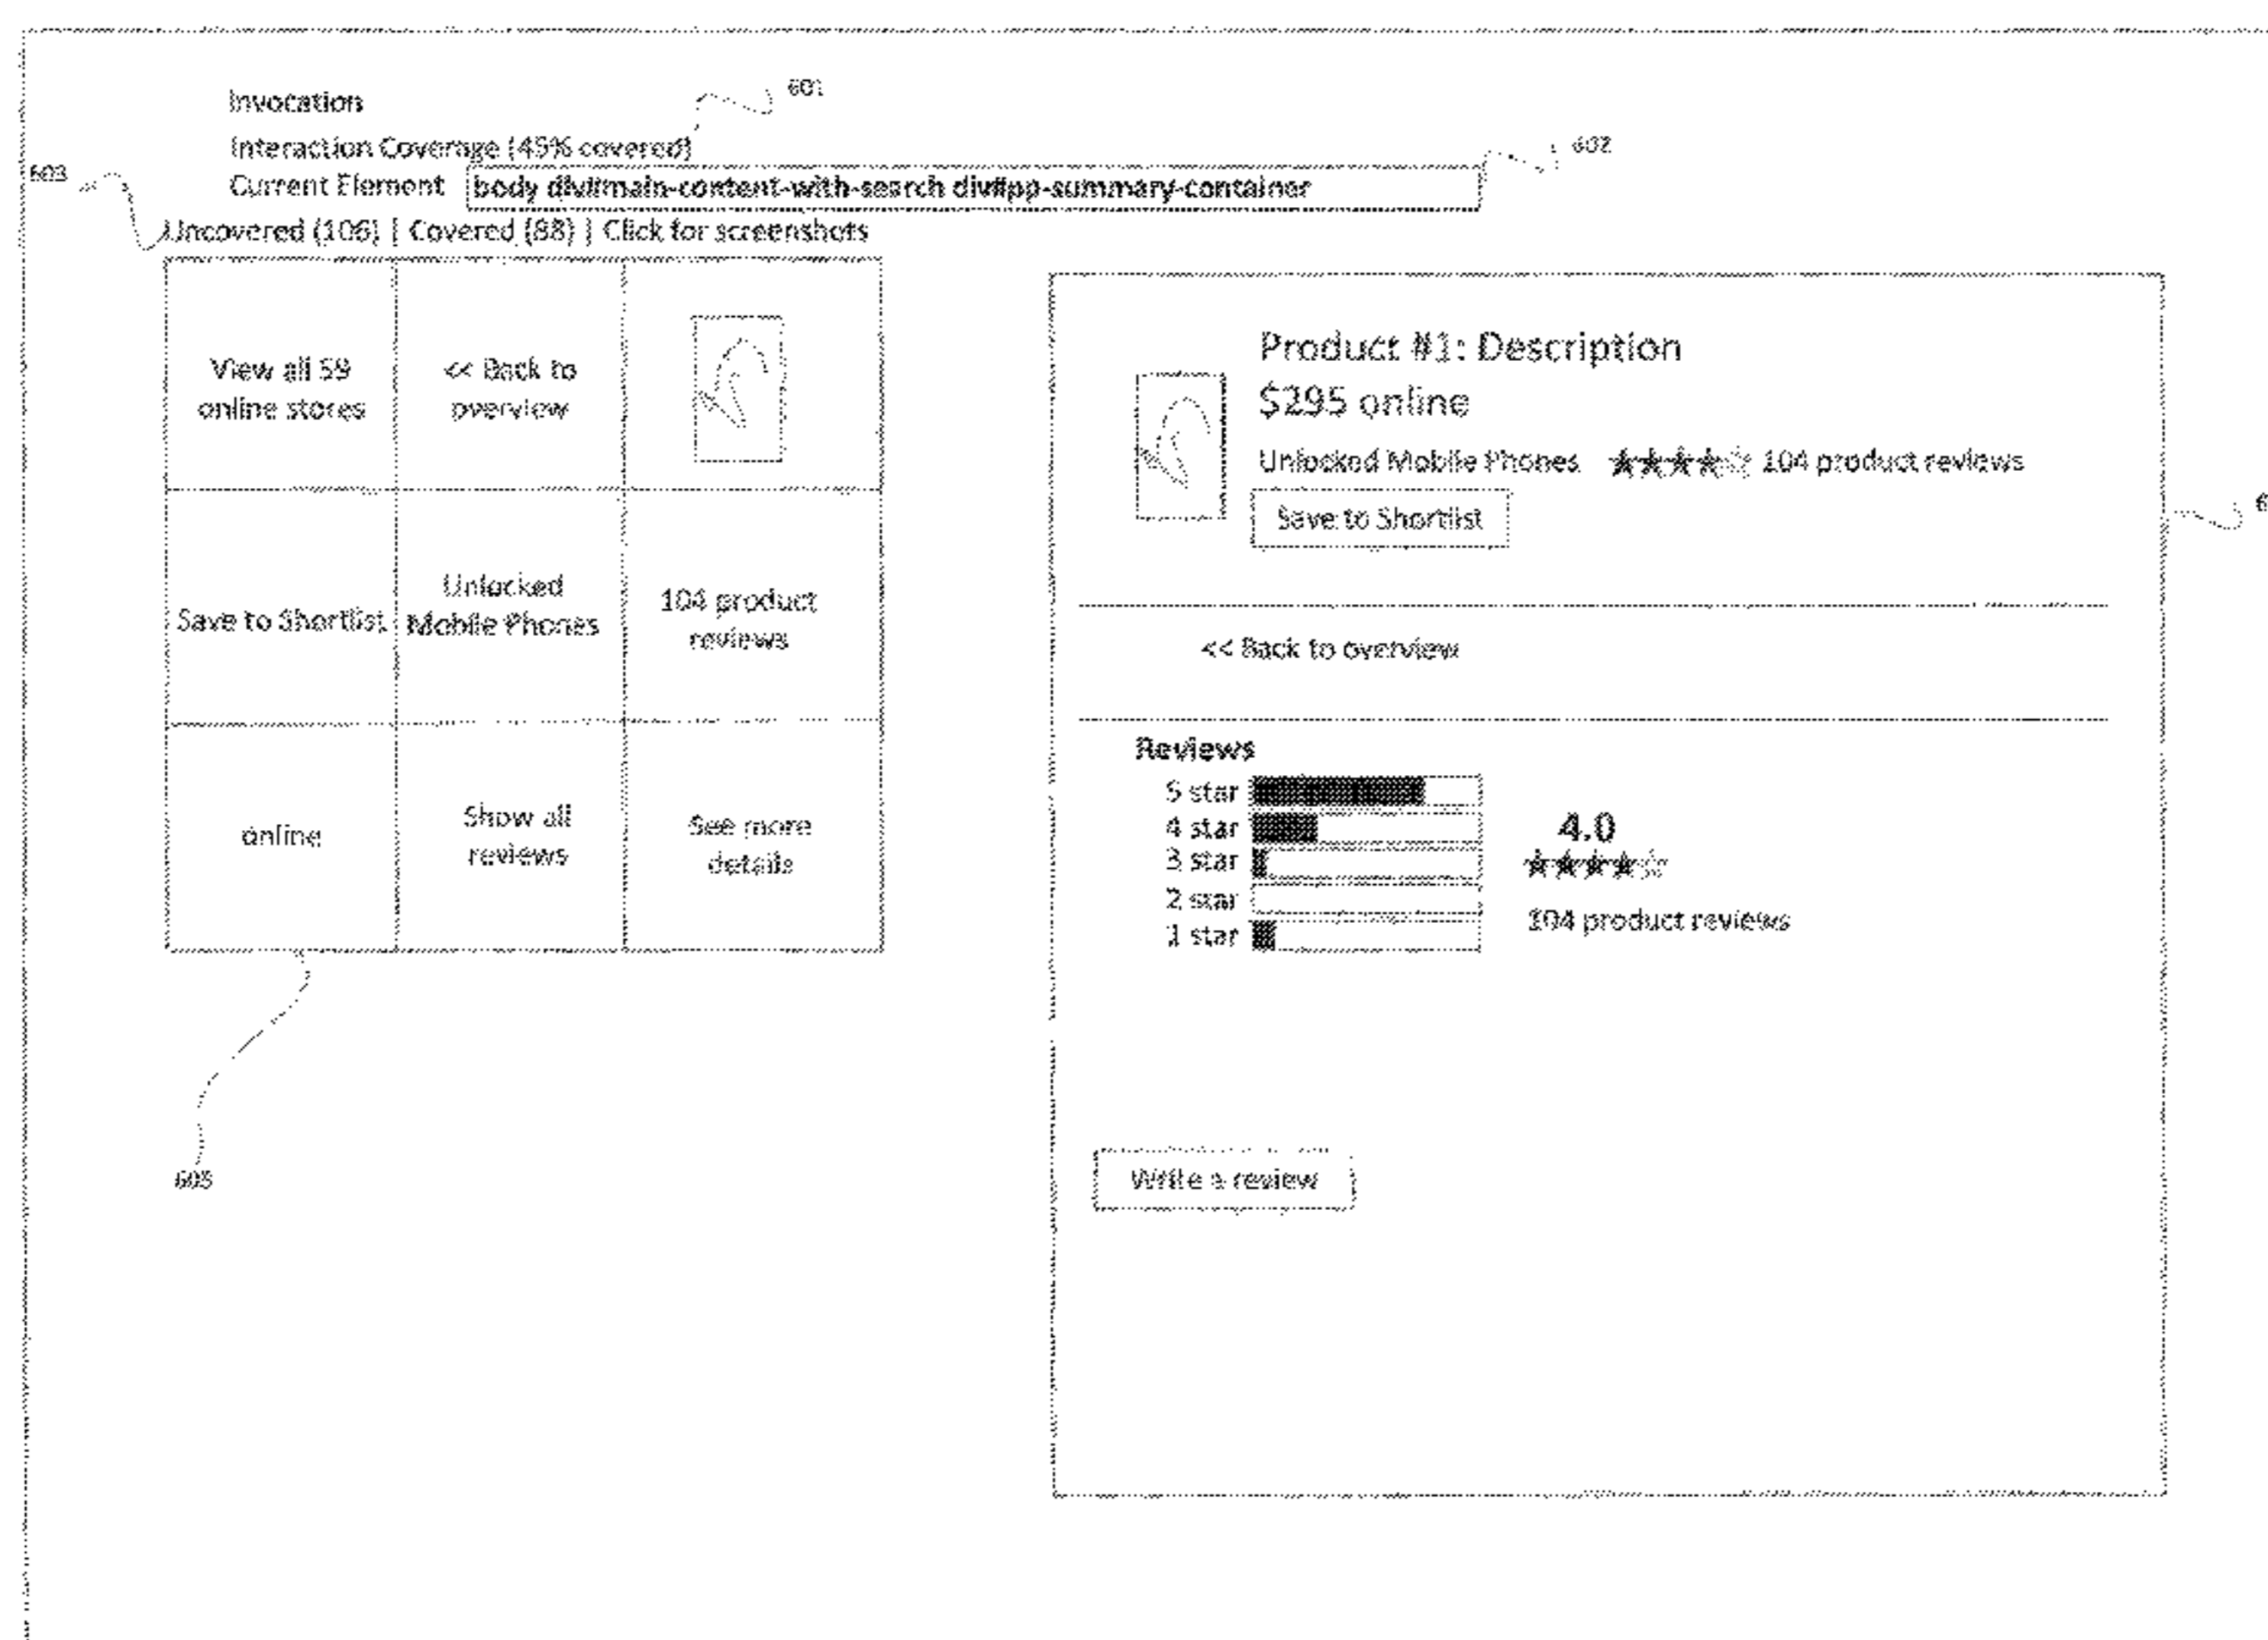 601
Invocation
Interaction Coverage (45% covered)
602
603
Current Element body div#main-content-with-sesrch div#pp-summary-container
Uncovered (106) | Covered (88) | Click for screenshots
View all 59
online stores
<< Back to
overview
Save to Shortlist
Unlocked
Mobile Phones
104 product
reviews
online
Show all
reviews
See more
details
605
Product #1: Description
$295 online
Unlocked Mobile Phones ★★★★☆ 104 product reviews
Save to Shortlist
<< Back to overview
Reviews
5 star
4 star
3 star
2 star
1 star
4.0
★★★★☆
104 product reviews
Write a review